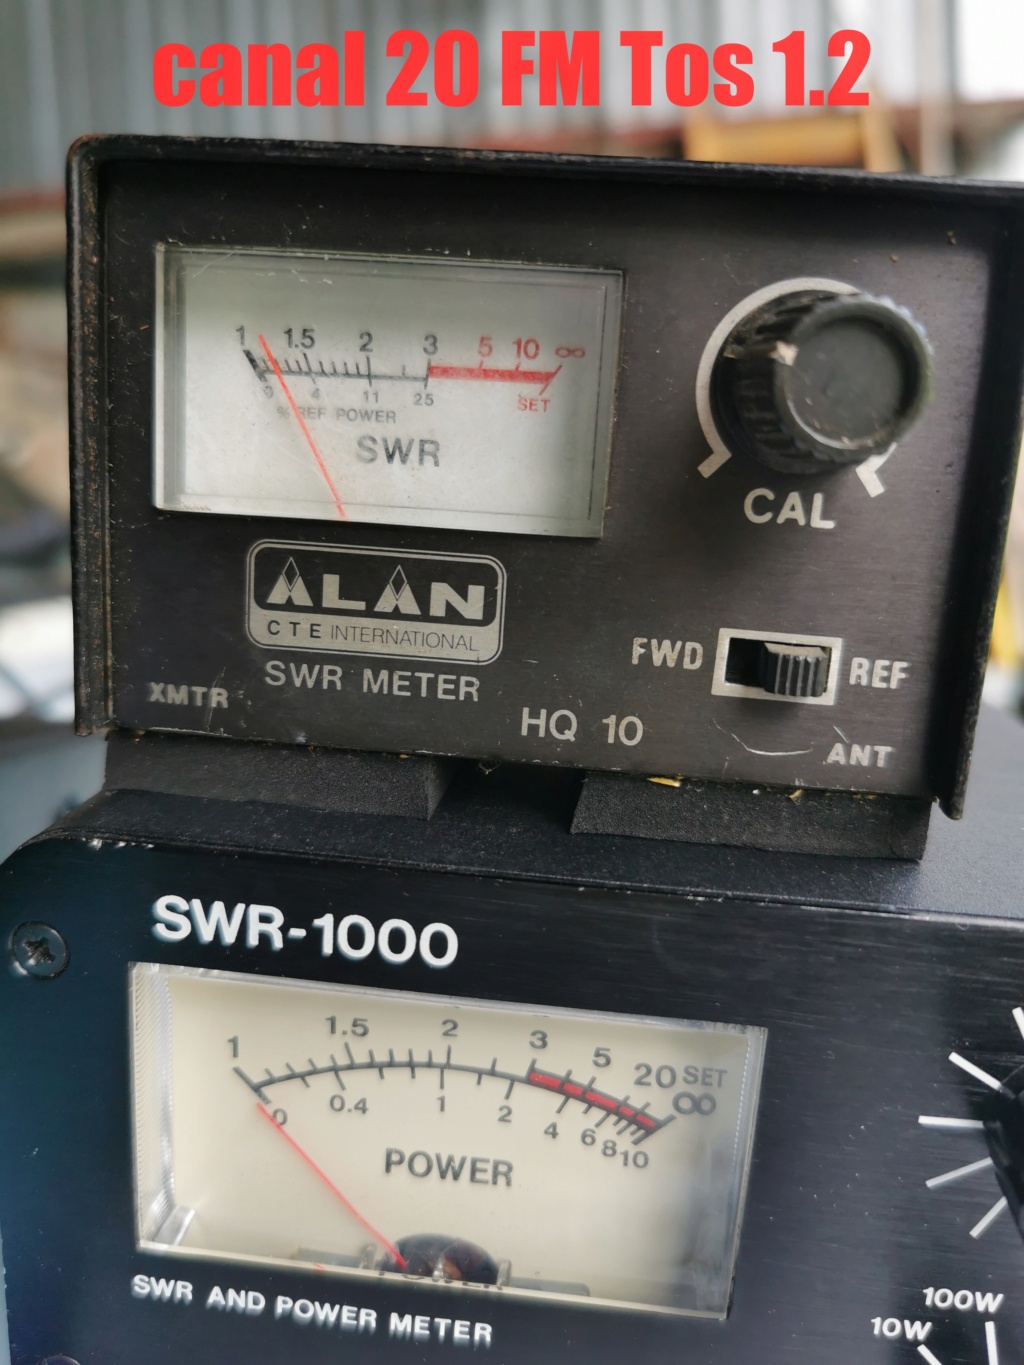 canal 20 FM Tos 1.2
1 1.5 2 3 5 10 ∞
0 4 11 25 SET
% REF POWER
SWR
CAL
ALAN
CTE INTERNATIONAL
FWD REF
SWR METER
XMTR
HQ 10
ANT
SWR-1000
1 1.5 2 3 5 20 SET
∞
0 0.4 1 2 4 6 8 10
POWER
SWR AND POWER METER
100W
10W